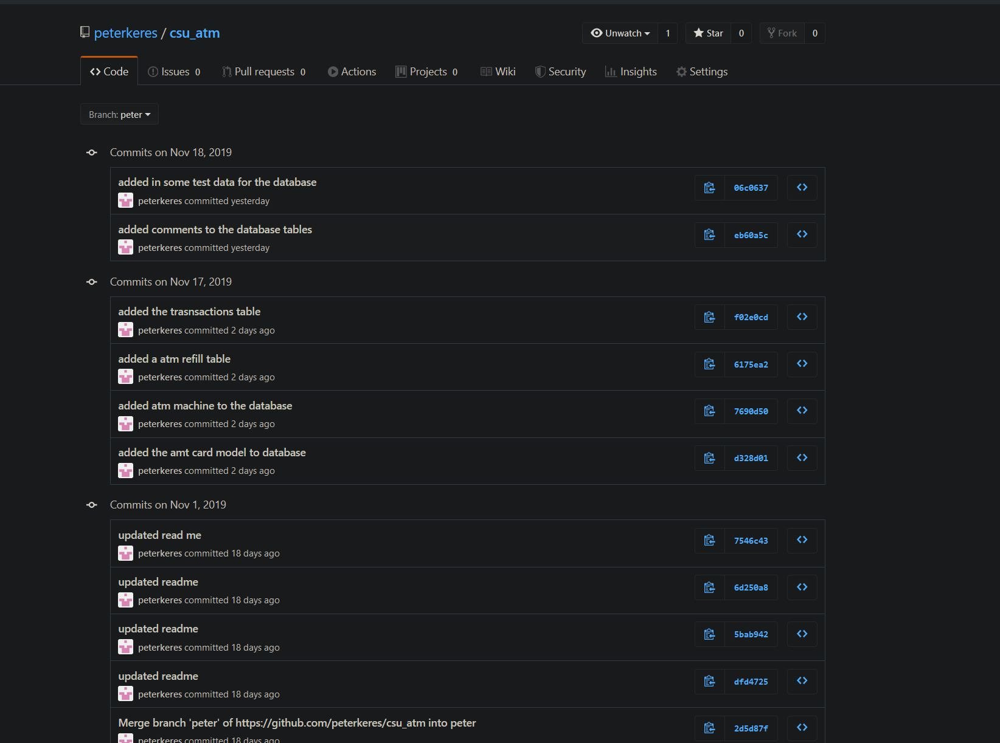 peterkeres / csu_atm
Unwatch 1 Star 0 Fork 0
Code Issues 0 Pull requests 0 Actions Projects 0 Wiki Security Insights Settings
Branch: peter
Commits on Nov 18, 2019
added in some test data for the database
peterkeres committed yesterday
06c0637
added comments to the database tables
peterkeres committed yesterday
eb60a5c
Commits on Nov 17, 2019
added the trasnsactions table
peterkeres committed 2 days ago
f02e0cd
added a atm refill table
peterkeres committed 2 days ago
6175ea2
added atm machine to the database
peterkeres committed 2 days ago
7690d50
added the amt card model to database
peterkeres committed 2 days ago
d328d01
Commits on Nov 1, 2019
updated read me
peterkeres committed 18 days ago
7546c43
updated readme
peterkeres committed 18 days ago
6d250a8
updated readme
peterkeres committed 18 days ago
5bab942
updated readme
peterkeres committed 18 days ago
dfd4725
Merge branch 'peter' of https://github.com/peterkeres/csu_atm into peter
peterkeres committed 18 days ago
2d5d87f